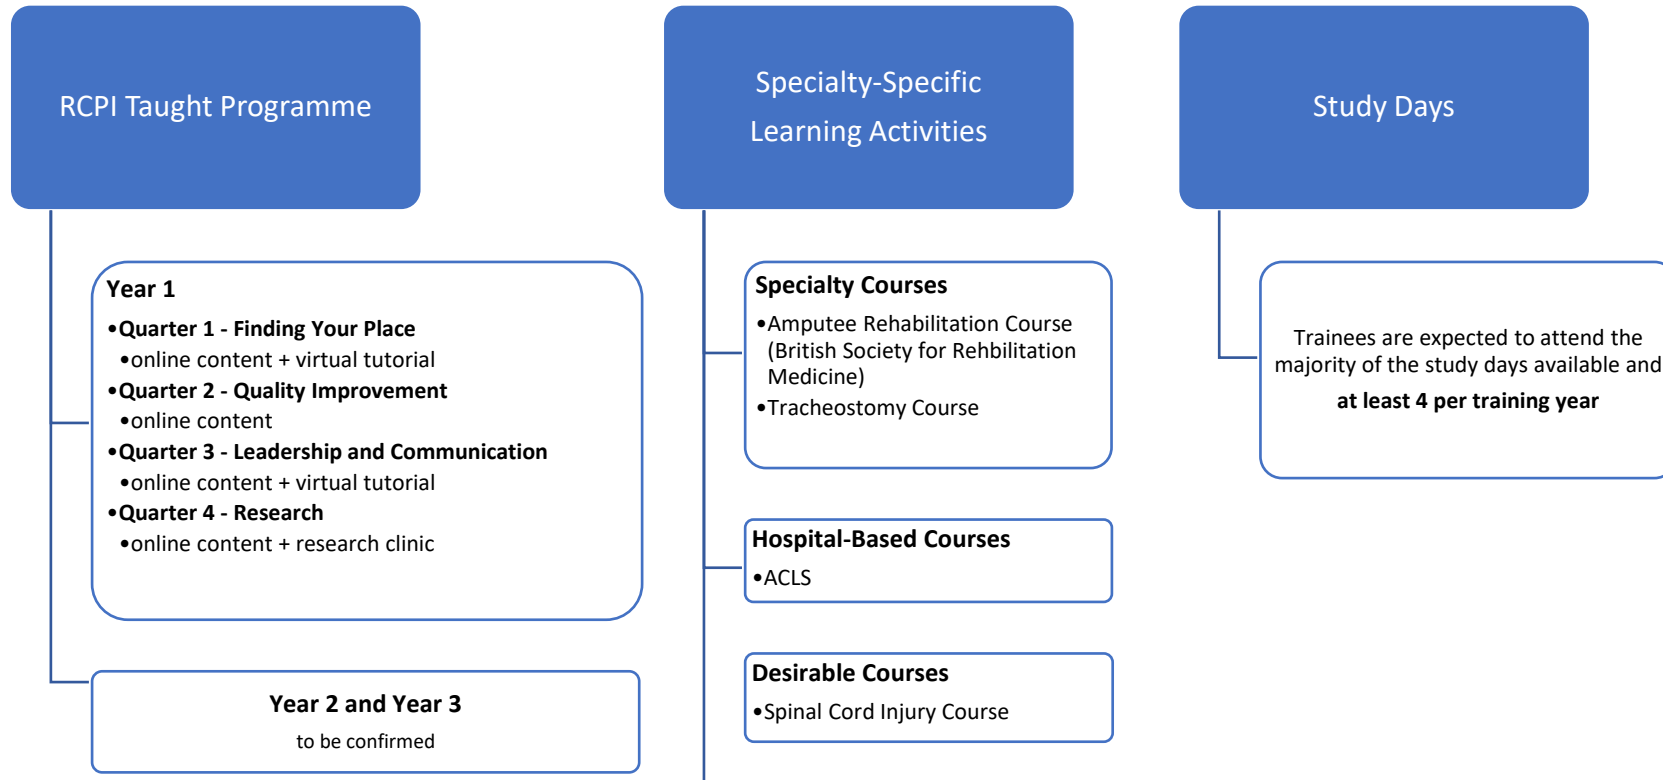 RCPI Taught Programme
Year 1
•Quarter 1 - Finding Your Place
•online content + virtual tutorial
•Quarter 2 - Quality Improvement
•online content
•Quarter 3 - Leadership and Communication
•online content + virtual tutorial
•Quarter 4 - Research
•online content + research clinic
Year 2 and Year 3
to be confirmed
Specialty-Specific
Learning Activities
Specialty Courses
•Amputee Rehabilitation Course
(British Society for Rehbilitation
Medicine)
•Tracheostomy Course
Hospital-Based Courses
•ACLS
Desirable Courses
•Spinal Cord Injury Course
Study Days
Trainees are expected to attend the
majority of the study days available and
at least 4 per training year